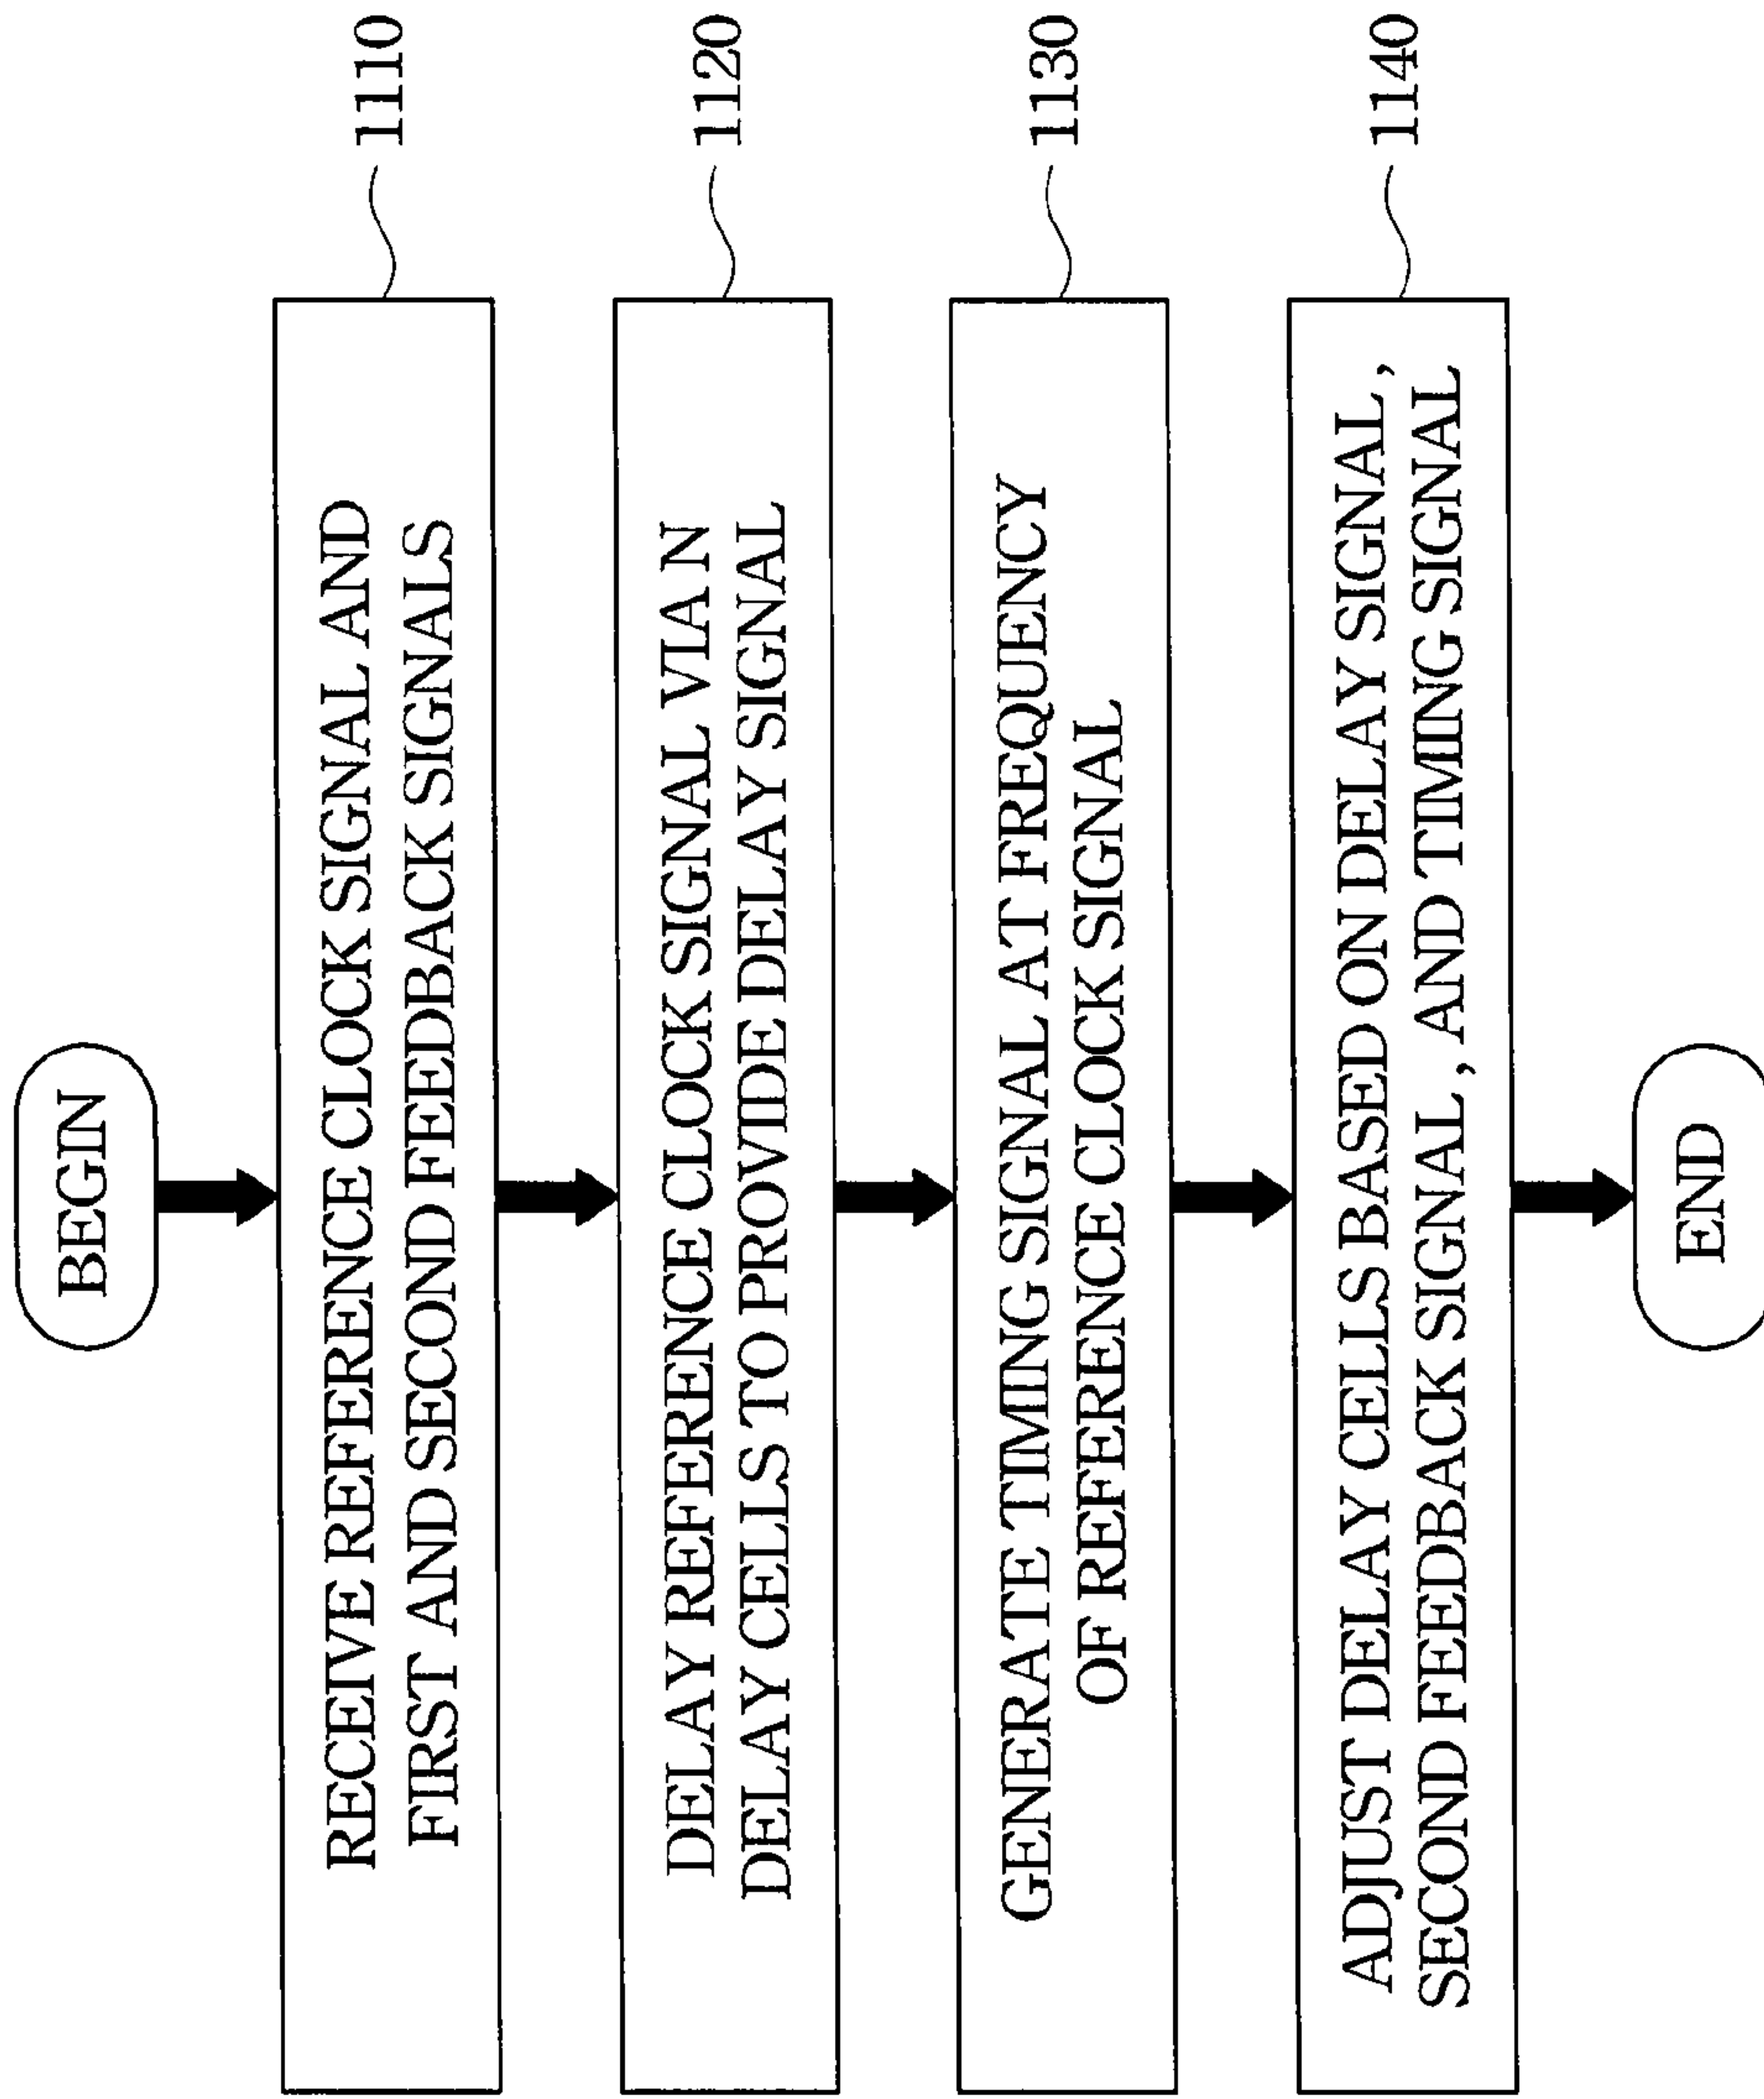 BEGIN
RECEIVE REFERENCE CLOCK SIGNAL AND
FIRST AND SECOND FEEDBACK SIGNALS
1110
DELAY REFERENCE CLOCK SIGNAL VIA N
DELAY CELLS TO PROVIDE DELAY SIGNAL
1120
GENERATE TIMING SIGNAL AT FREQUENCY
OF REFERENCE CLOCK SIGNAL
1130
ADJUST DELAY CELLS BASED ON DELAY SIGNAL,
SECOND FEEDBACK SIGNAL, AND TIMING SIGNAL
1140
END